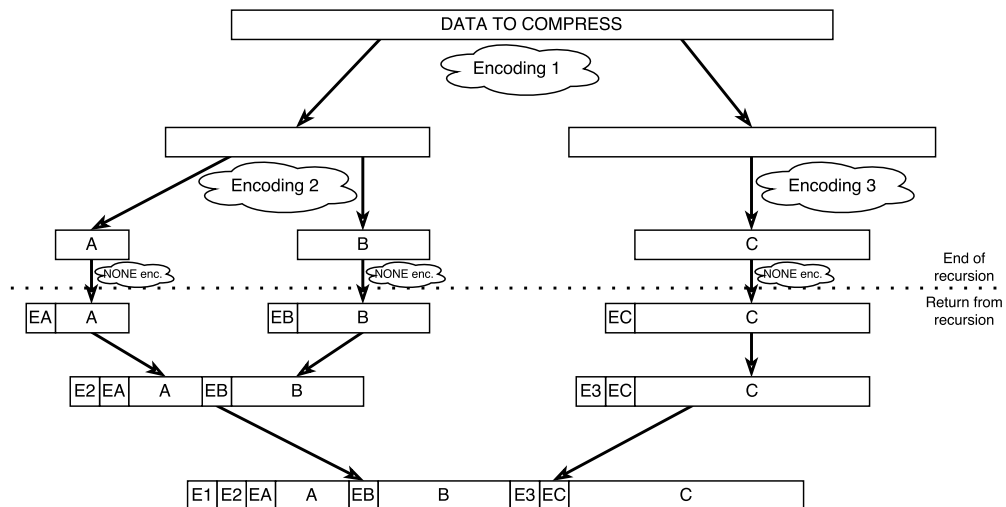 DATA TO COMPRESS
Encoding 1
Encoding 2
Encoding 3
A
B
C
NONE enc.
NONE enc.
NONE enc.
End of
recursion
Return from
recursion
EA A
EB B
EC C
E2 EA A EB B
E3 EC C
E1 E2 EA A EB B E3 EC C